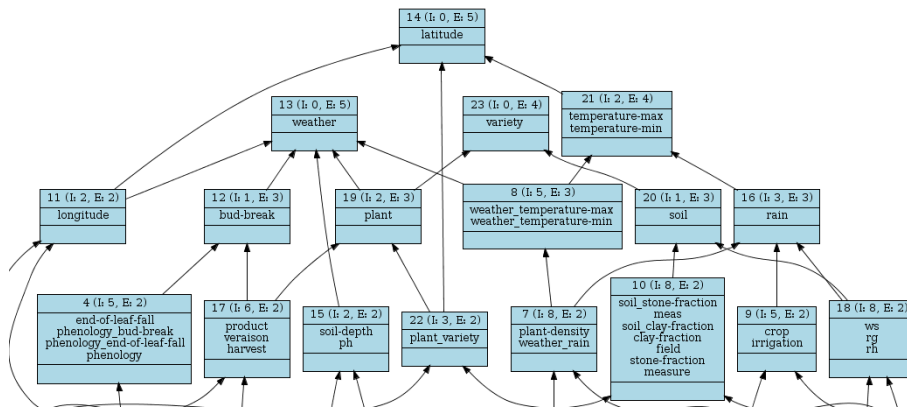 14 (I: 0, E: 5)
latitude
13 (I: 0, E: 5)
weather
23 (I: 0, E: 4)
variety
21 (I: 2, E: 4)
temperature-max
temperature-min
11 (I: 2, E: 2)
longitude
12 (I: 1, E: 3)
bud-break
19 (I: 2, E: 3)
plant
8 (I: 5, E: 3)
weather_temperature-max
weather_temperature-min
20 (I: 1, E: 3)
soil
16 (I: 3, E: 3)
rain
4 (I: 5, E: 2)
end-of-leaf-fall
phenology_bud-break
phenology_end-of-leaf-fall
phenology
17 (I: 6, E: 2)
product
veraison
harvest
15 (I: 2, E: 2)
soil-depth
ph
22 (I: 3, E: 2)
plant_variety
7 (I: 8, E: 2)
plant-density
weather_rain
10 (I: 8, E: 2)
soil_stone-fraction
meas
soil_clay-fraction
clay-fraction
field
stone-fraction
measure
9 (I: 5, E: 2)
crop
irrigation
18 (I: 8, E: 2)
ws
rg
rh